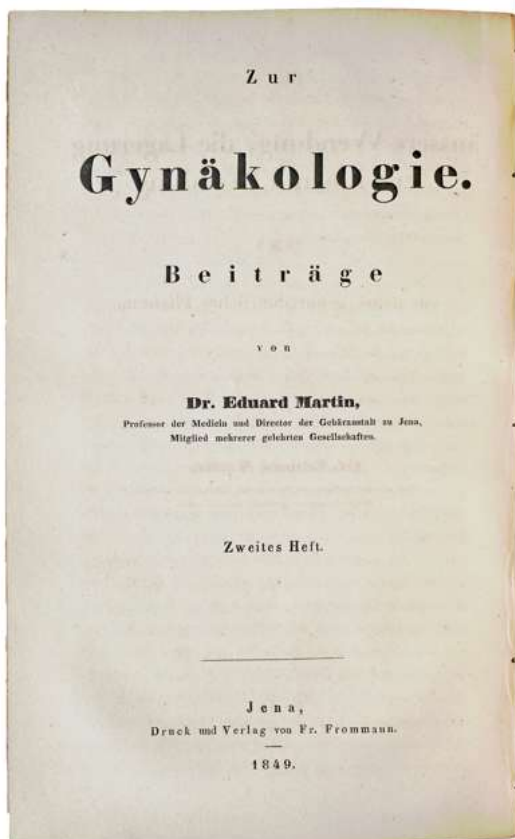 Zur
Gynäkologie.
Beiträge
von
Dr. Eduard Martin,
Professor der Medicin und Director der Gebäranstalt zu Jena,
Mitglied mehrerer gelehrten Gesellschaften.
Zweites Heft.
Jena,
Druck und Verlag von Fr. Frommann.
1849.